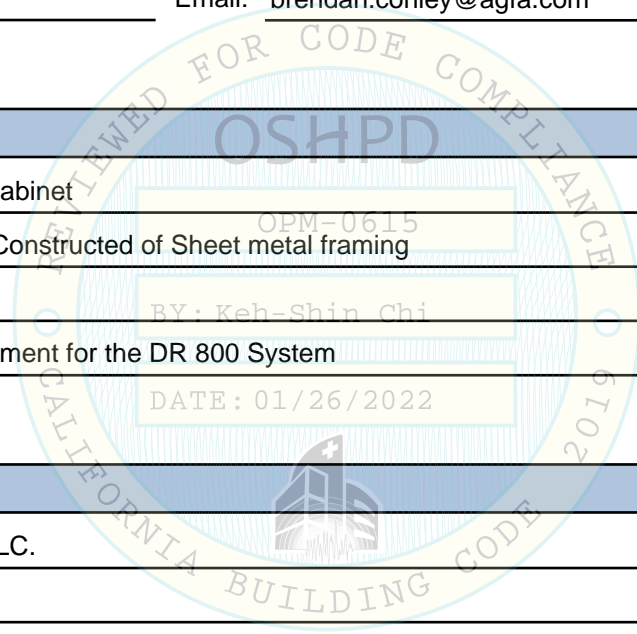 Email: brendan.conley@agfa.com
REVIEWED FOR CODE COMPLIANCE
OSHPD
abinet
OPM-0615
Constructed of Sheet metal framing
BY: Keh-Shin Chi
ment for the DR 800 System
DATE: 01/26/2022
LC.
CALIFORNIA BUILDING CODE 2019